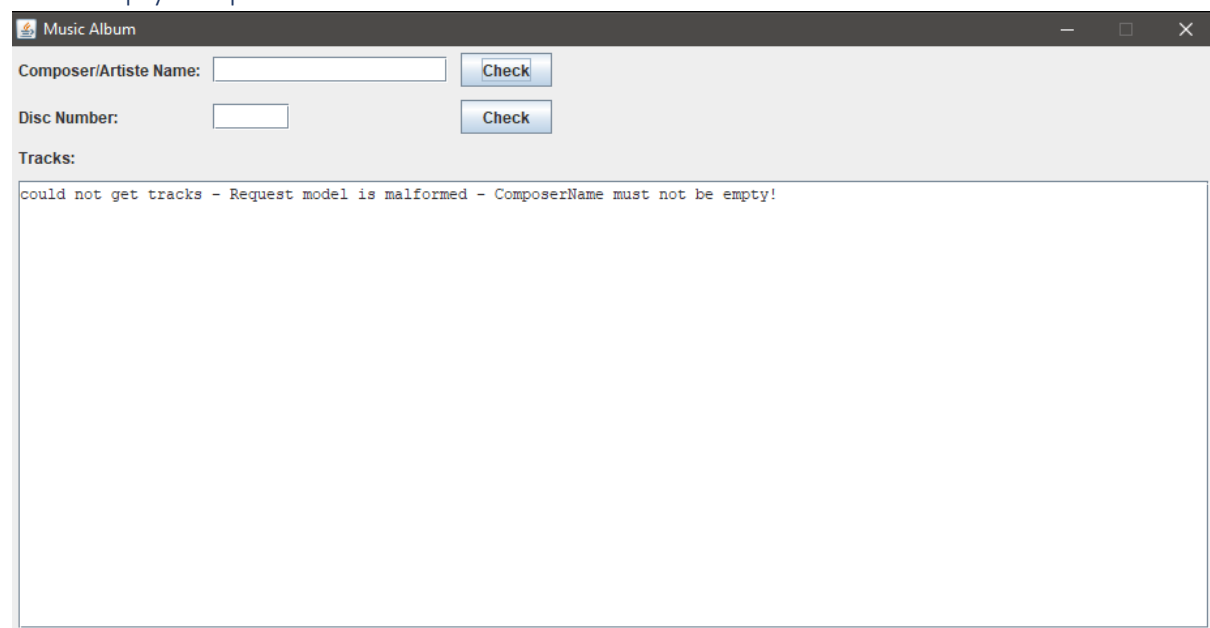 Music Album
Composer/Artiste Name: Check
Disc Number: Check
Tracks:
could not get tracks - Request model is malformed - ComposerName must not be empty!